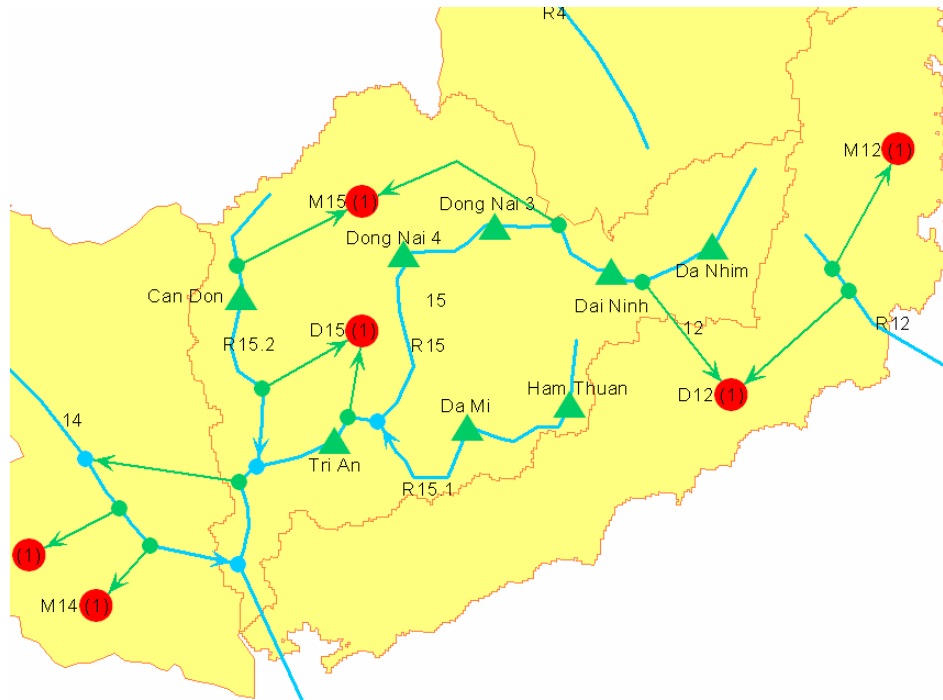 R4
M12 (1)
M15 (1)
Dong Nai 3
Dong Nai 4
Da Nhim
Can Don
Dai Ninh
15
D15 (1)
12
R12
R15.2
R15
Ham Thuan
D12 (1)
Da Mi
14
Tri An
R15.1
(1)
M14 (1)